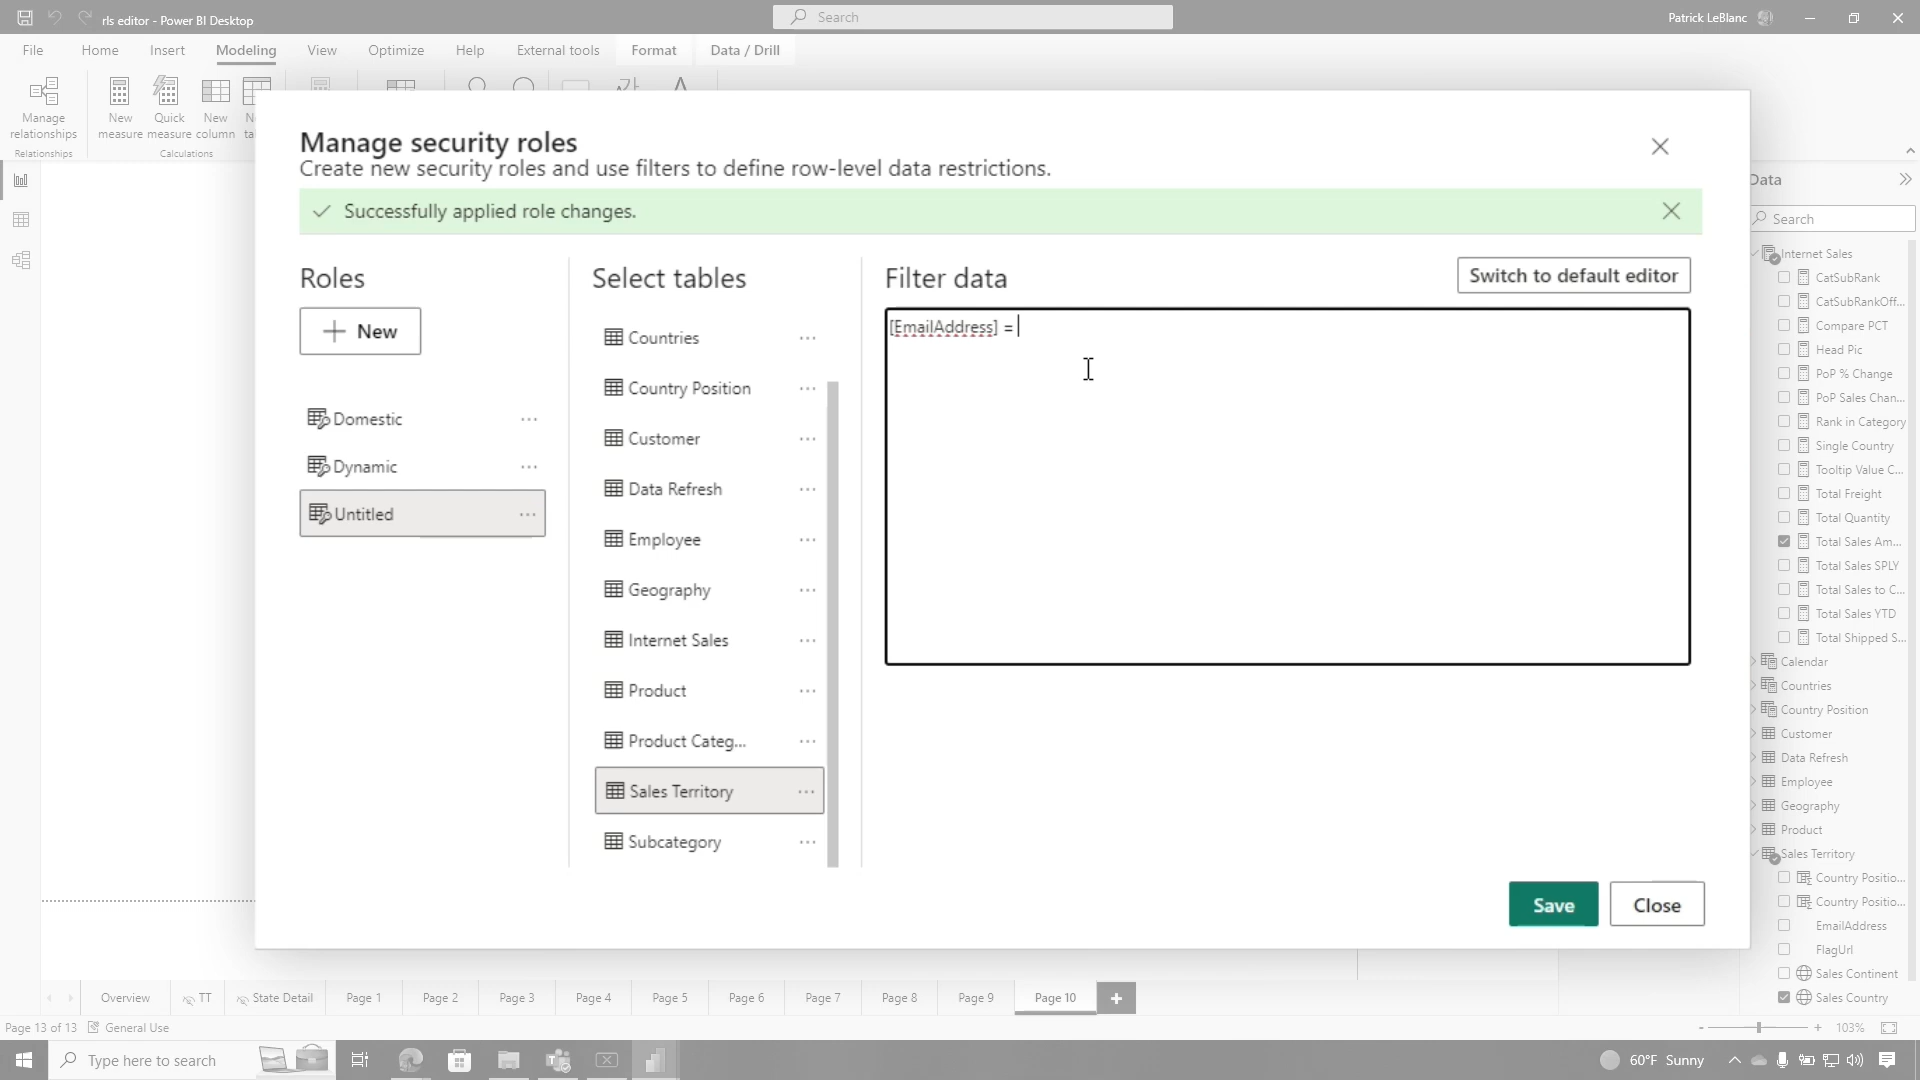 rls editor - Power BI Desktop
Search
Patrick LeBlanc
File
Home
Insert
Modeling
View
Optimize
Help
External tools
Format
Data / Drill
Manage
relationships
New
measure
Quick
measure
New
column
Relationships
Calculations
Manage security roles
Create new security roles and use filters to define row-level data restrictions.
Successfully applied role changes.
Roles
New
Domestic
Dynamic
Untitled
Select tables
Countries
Country Position
Customer
Data Refresh
Employee
Geography
Internet Sales
Product
Product Categ...
Sales Territory
Subcategory
Filter data
Switch to default editor
[EmailAddress] =
Save
Close
Data
Search
Internet Sales
CatSubRank
CatSubRankOff...
Compare PCT
Head Pic
PoP % Change
PoP Sales Chan...
Rank in Category
Single Country
Tooltip Value C...
Total Freight
Total Quantity
Total Sales Am...
Total Sales SPLY
Total Sales to C...
Total Sales YTD
Total Shipped S...
Calendar
Countries
Country Position
Customer
Data Refresh
Employee
Geography
Product
Sales Territory
Country Positio...
Country Positio...
EmailAddress
FlagUrl
Sales Continent
Sales Country
Overview
TT
State Detail
Page 1
Page 2
Page 3
Page 4
Page 5
Page 6
Page 7
Page 8
Page 9
Page 10
Page 13 of 13
General Use
103%
Type here to search
60°F Sunny